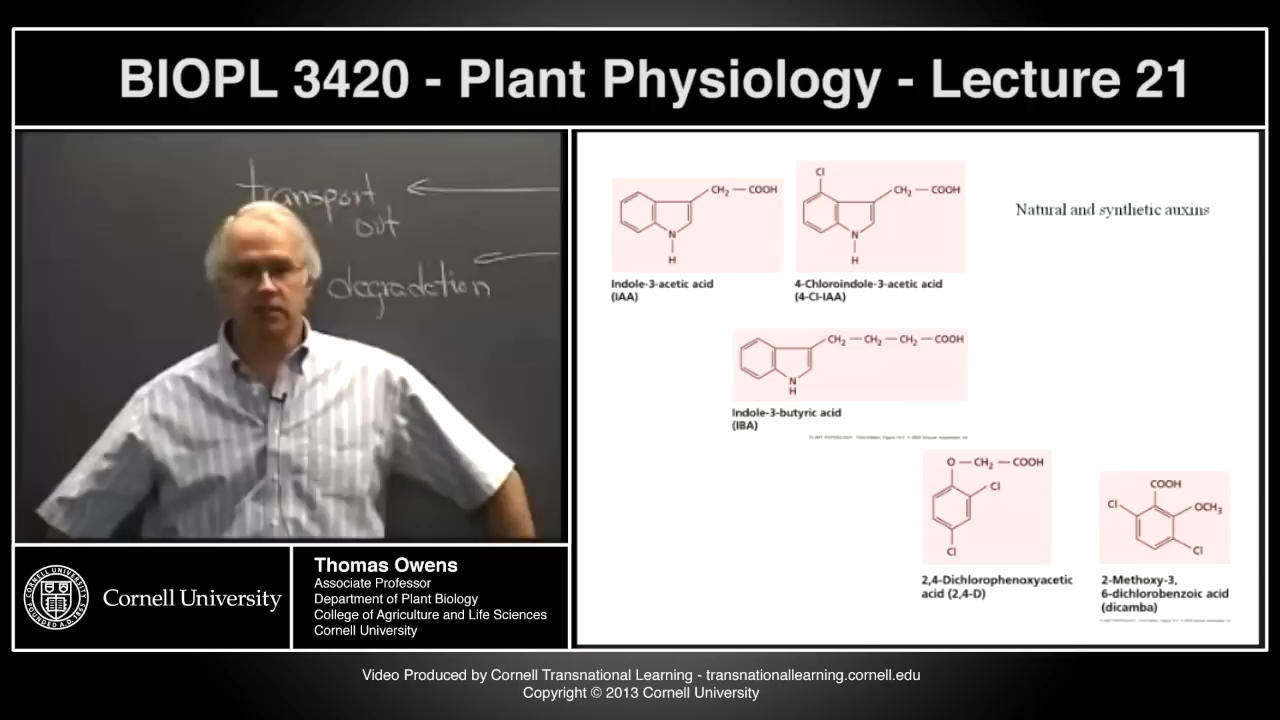 BIOPL 3420 - Plant Physiology - Lecture 21
transport
out
degradation
CH2 — COOH
N
H
Indole-3-acetic acid
(IAA)
Cl
CH2 — COOH
N
H
4-Chloroindole-3-acetic acid
(4-Cl-IAA)
Natural and synthetic auxins
CH2 — CH2 — CH2 — COOH
N
H
Indole-3-butyric acid
(IBA)
O — CH2 — COOH
Cl
Cl
2,4-Dichlorophenoxyacetic
acid (2,4-D)
COOH
Cl
OCH3
Cl
2-Methoxy-3,
6-dichlorobenzoic acid
(dicamba)
Cornell University
Thomas Owens
Associate Professor
Department of Plant Biology
College of Agriculture and Life Sciences
Cornell University
Video Produced by Cornell Transnational Learning - transnationallearning.cornell.edu
Copyright © 2013 Cornell University